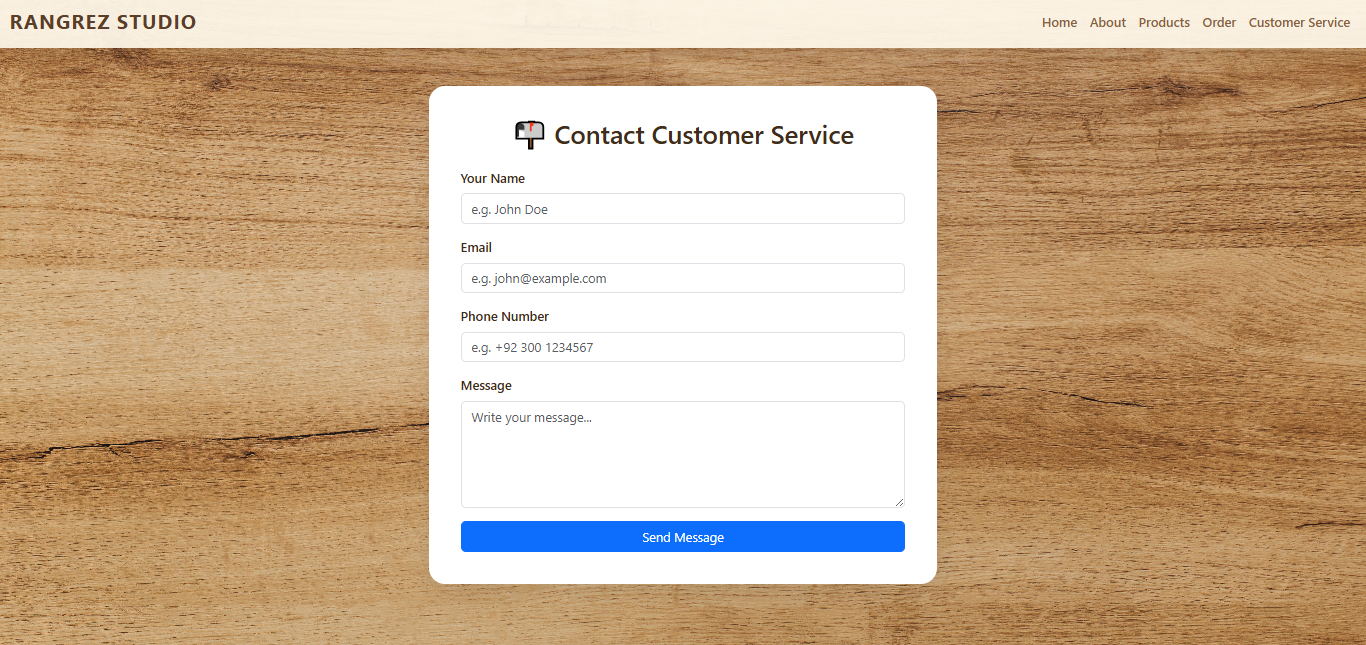 RANGREZ STUDIO
Home About Products Order Customer Service
Contact Customer Service
Your Name
e.g. John Doe
Email
e.g. john@example.com
Phone Number
e.g. +92 300 1234567
Message
Write your message...
Send Message